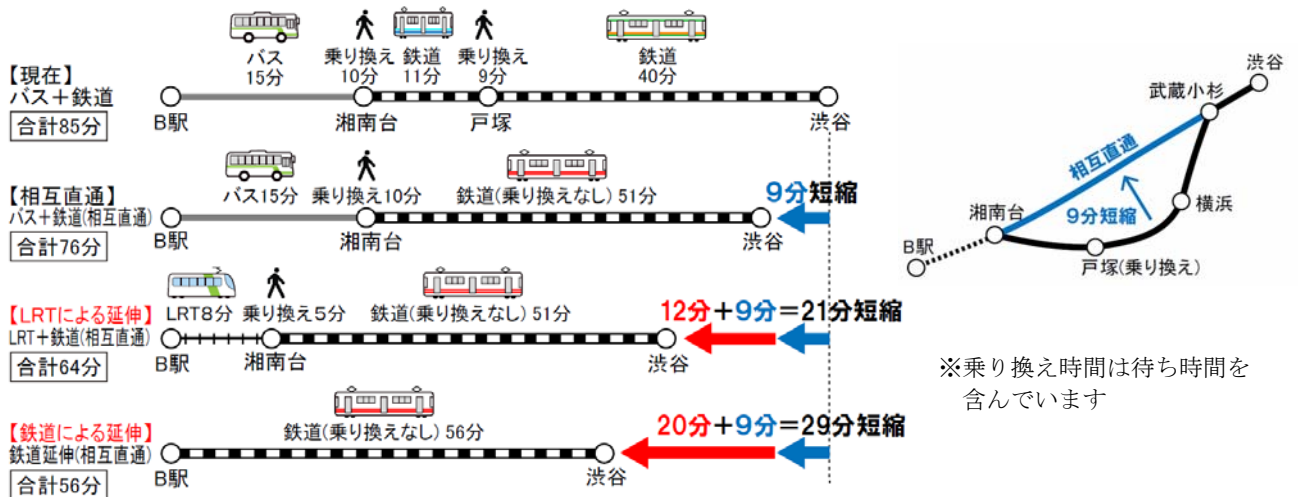 バス
15分
乗り換え
10分
鉄道
11分
乗り換え
9分
鉄道
40分
【現在】
バス+鉄道
合計85分
B駅
湘南台
戸塚
渋谷
【相互直通】
バス+鉄道(相互直通)
合計76分
バス15分
乗り換え10分
鉄道(乗り換えなし) 51分
9分短縮
B駅
湘南台
渋谷
【LRTによる延伸】
LRT+鉄道(相互直通)
合計64分
LRT8分
乗り換え5分
鉄道(乗り換えなし) 51分
12分+9分=21分短縮
B駅
湘南台
渋谷
【鉄道による延伸】
鉄道延伸(相互直通)
合計56分
鉄道(乗り換えなし) 56分
20分+9分=29分短縮
B駅
渋谷
渋谷
武蔵小杉
相互直通
9分短縮
横浜
湘南台
B駅
戸塚(乗り換え)
※乗り換え時間は待ち時間を
含んでいます